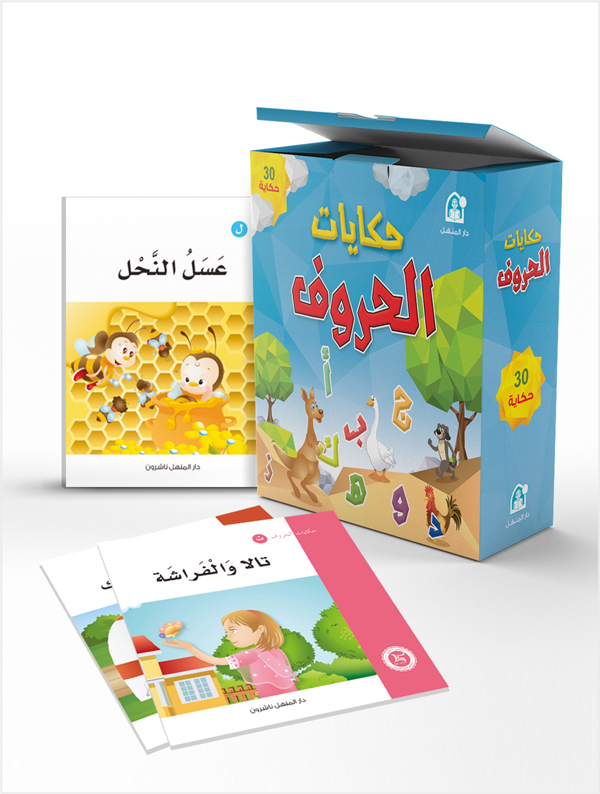 30
حكاية
دار المنهل
حكايات
الحروف
أ
ب
ج
ت
ه
و
د
ز
حكايات
الحروف
30
حكاية
دار المنهل
ل
عَسَلُ النَّحْل
دار المنهل ناشرون
حكايات الحروف
ت
تالا وَالْفَراشَة
دار المنهل ناشرون
ك